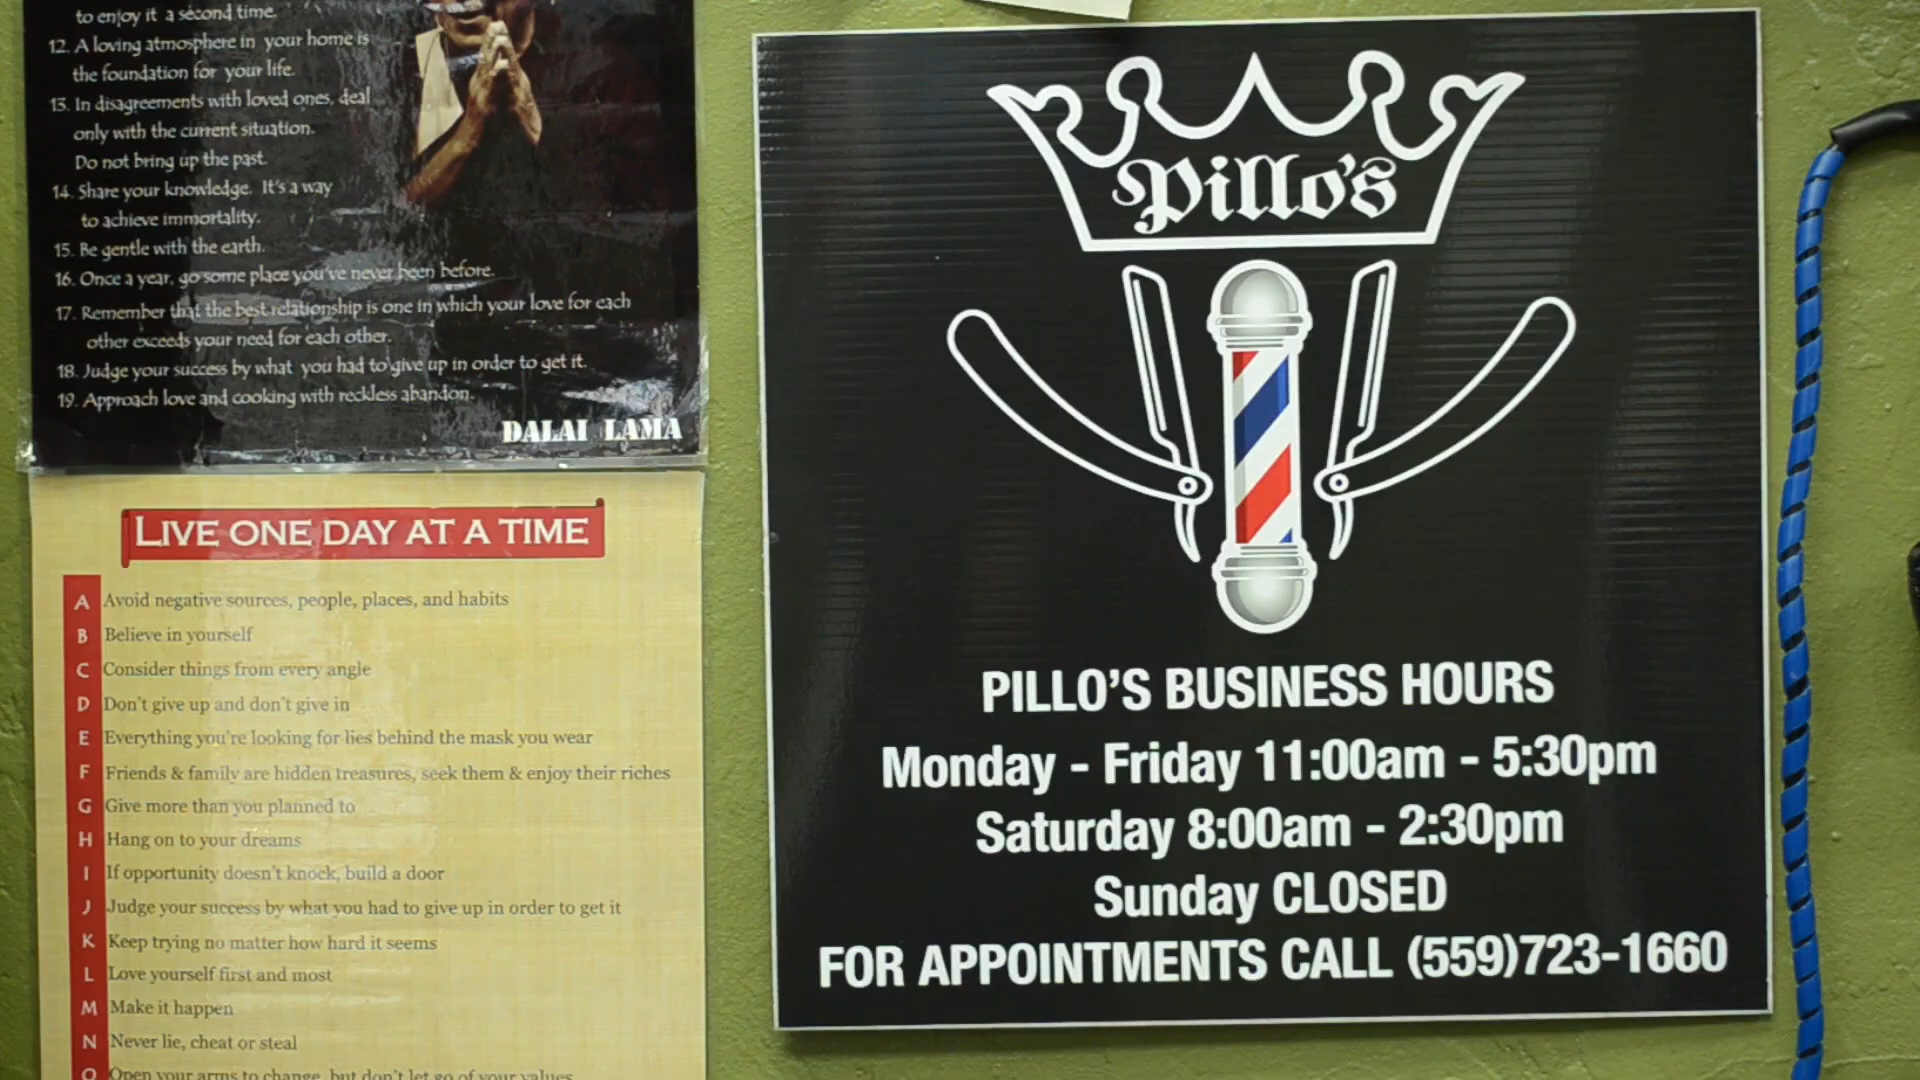 to enjoy it a second time.
12. A loving atmosphere in your home is
the foundation for your life.
13. In disagreements with loved ones, deal
only with the current situation.
Do not bring up the past.
14. Share your knowledge. It's a way
to achieve immortality.
15. Be gentle with the earth.
16. Once a year, go some place you've never been before.
17. Remember that the best relationship is one in which your love for each
other exceeds your need for each other.
18. Judge your success by what you had to give up in order to get it.
19. Approach love and cooking with reckless abandon.
DALAI LAMA
LIVE ONE DAY AT A TIME
A Avoid negative sources, people, places, and habits
B Believe in yourself
C Consider things from every angle
D Don't give up and don't give in
E Everything you're looking for lies behind the mask you wear
F Friends & family are hidden treasures, seek them & enjoy their riches
G Give more than you planned to
H Hang on to your dreams
I If opportunity doesn't knock, build a door
J Judge your success by what you had to give up in order to get it
K Keep trying no matter how hard it seems
L Love yourself first and most
M Make it happen
N Never lie, cheat or steal
O Open your arms to change, but don't let go of your values
Pillo's
PILLO'S BUSINESS HOURS
Monday - Friday 11:00am - 5:30pm
Saturday 8:00am - 2:30pm
Sunday CLOSED
FOR APPOINTMENTS CALL (559)723-1660